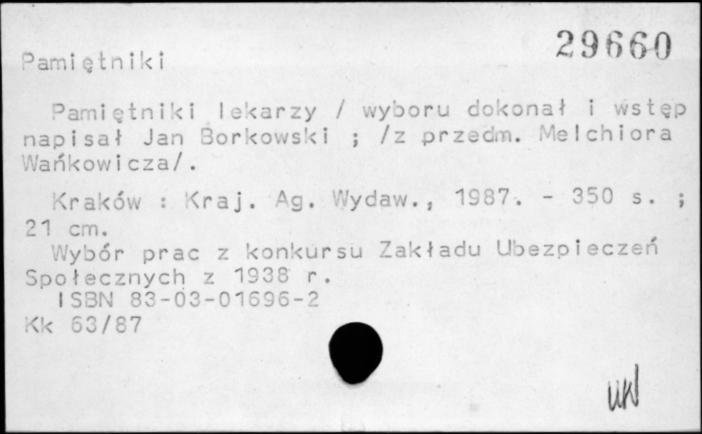 29660
Pamiętniki
Pamiętniki lekarzy / wyboru dokonał i wstęp
napisał Jan Borkowski ; /z przedm. Melchiora
Wańkowicza/.
Kraków : Kraj. Ag. Wydaw., 1987. - 350 s. ;
21 cm.
Wybór prac z konkursu Zakładu Ubezpieczeń
Społecznych z 1938 r.
ISBN 83-03-01696-2
Kk 63/87